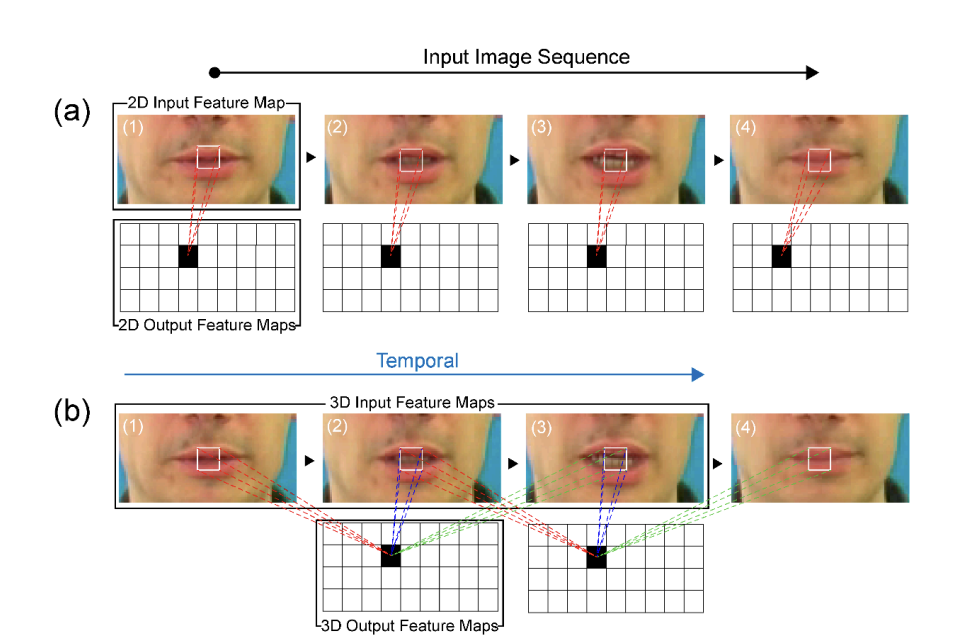 Input Image Sequence
(a)
2D Input Feature Map
(1)
(2)
(3)
(4)
2D Output Feature Maps
Temporal
(b)
3D Input Feature Maps
(1)
(2)
(3)
(4)
3D Output Feature Maps